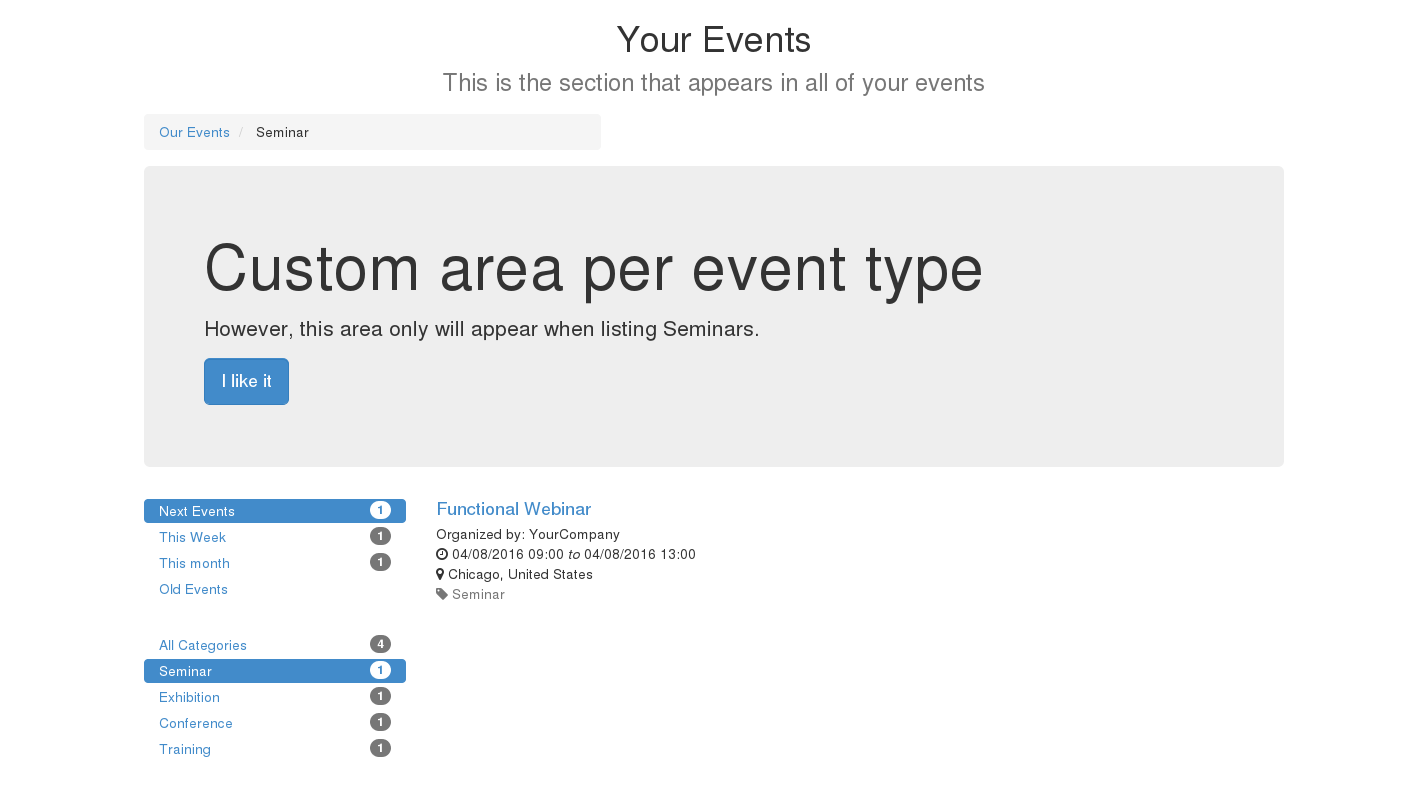 Your Events
This is the section that appears in all of your events
Our Events / Seminar
Custom area per event type
However, this area only will appear when listing Seminars.
I like it
Next Events 1
This Week 1
This month 1
Old Events
All Categories 4
Seminar 1
Exhibition 1
Conference 1
Training 1
Functional Webinar
Organized by: YourCompany
04/08/2016 09:00 to 04/08/2016 13:00
Chicago, United States
Seminar